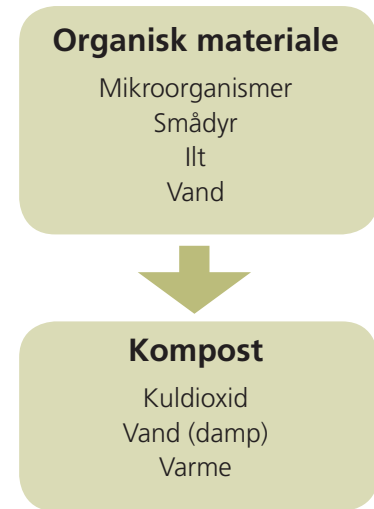 Organisk materiale
Mikroorganismer
Smådyr
Ilt
Vand
Kompost
Kuldioxid
Vand (damp)
Varme